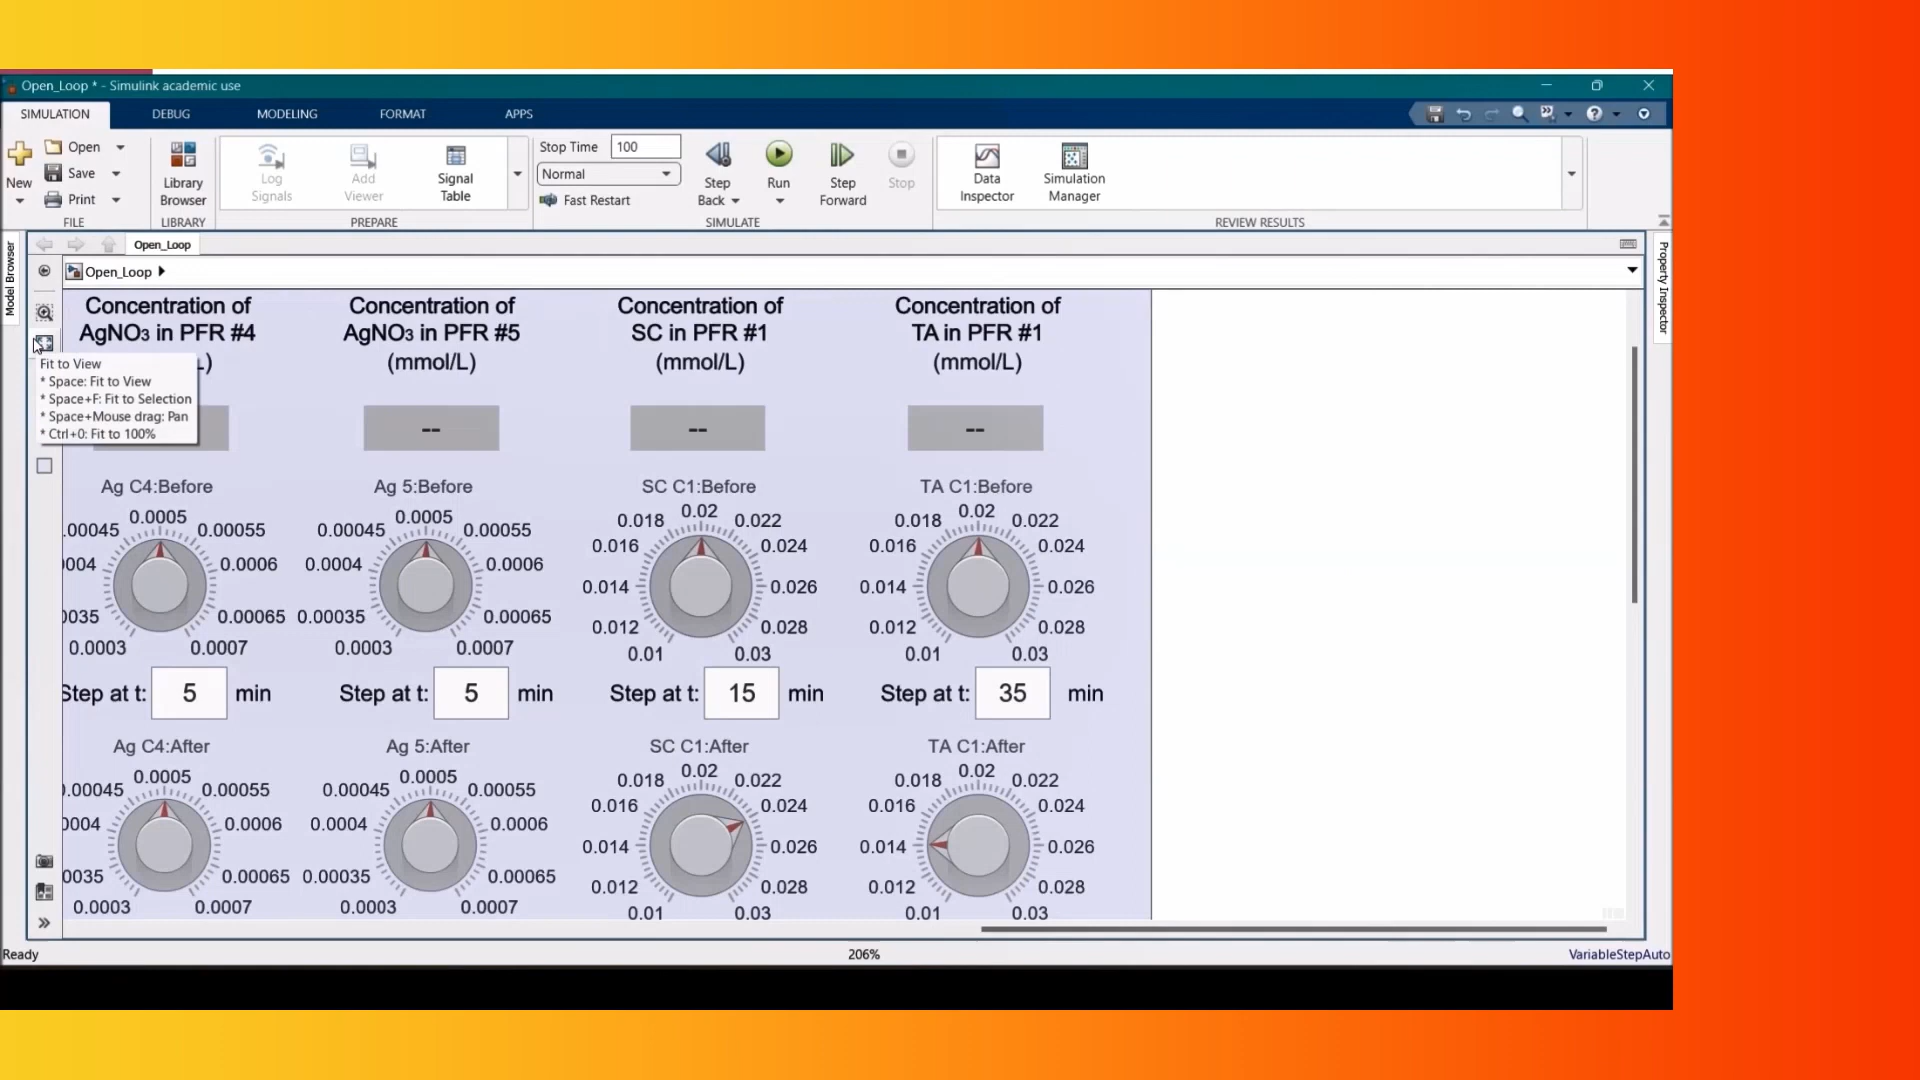 Open_Loop * - Simulink academic use
SIMULATION DEBUG MODELING FORMAT APPS
New
Open
Save
Print
FILE
Library Browser
LIBRARY
Log Signals
Add Viewer
Signal Table
PREPARE
Stop Time 100
Normal
Fast Restart
Step Back
Run
Step Forward
Stop
SIMULATE
Data Inspector
Simulation Manager
REVIEW RESULTS
Model Browser
Property Inspector
Open_Loop
Open_Loop
Concentration of Concentration of Concentration of Concentration of
AgNO3 in PFR #4 AgNO3 in PFR #5 SC in PFR #1 TA in PFR #1
L) (mmol/L) (mmol/L) (mmol/L)
Fit to View
* Space: Fit to View
* Space+F: Fit to Selection
* Space+Mouse drag: Pan
* Ctrl+0: Fit to 100%
-- -- --
Ag C4:Before Ag 5:Before SC C1:Before TA C1:Before
.00045 0.0005 0.00055 0.00045 0.0005 0.00055 0.018 0.02 0.022 0.018 0.02 0.022
0.016 0.024 0.016 0.024
004 0.0006 0.0004 0.0006
0.014 0.026 0.014 0.026
035 0.00065 0.00035 0.00065 0.012 0.028 0.012 0.028
0.0003 0.0007 0.0003 0.0007 0.01 0.03 0.01 0.03
Step at t: 5 min Step at t: 5 min Step at t: 15 min Step at t: 35 min
Ag C4:After Ag 5:After SC C1:After TA C1:After
.00045 0.0005 0.00055 0.00045 0.0005 0.00055 0.018 0.02 0.022 0.018 0.02 0.022
0.016 0.024 0.016 0.024
004 0.0006 0.0004 0.0006
0.014 0.026 0.014 0.026
035 0.00065 0.00035 0.00065 0.012 0.028 0.012 0.028
0.0003 0.0007 0.0003 0.0007 0.01 0.03 0.01 0.03
Ready 206% VariableStepAuto